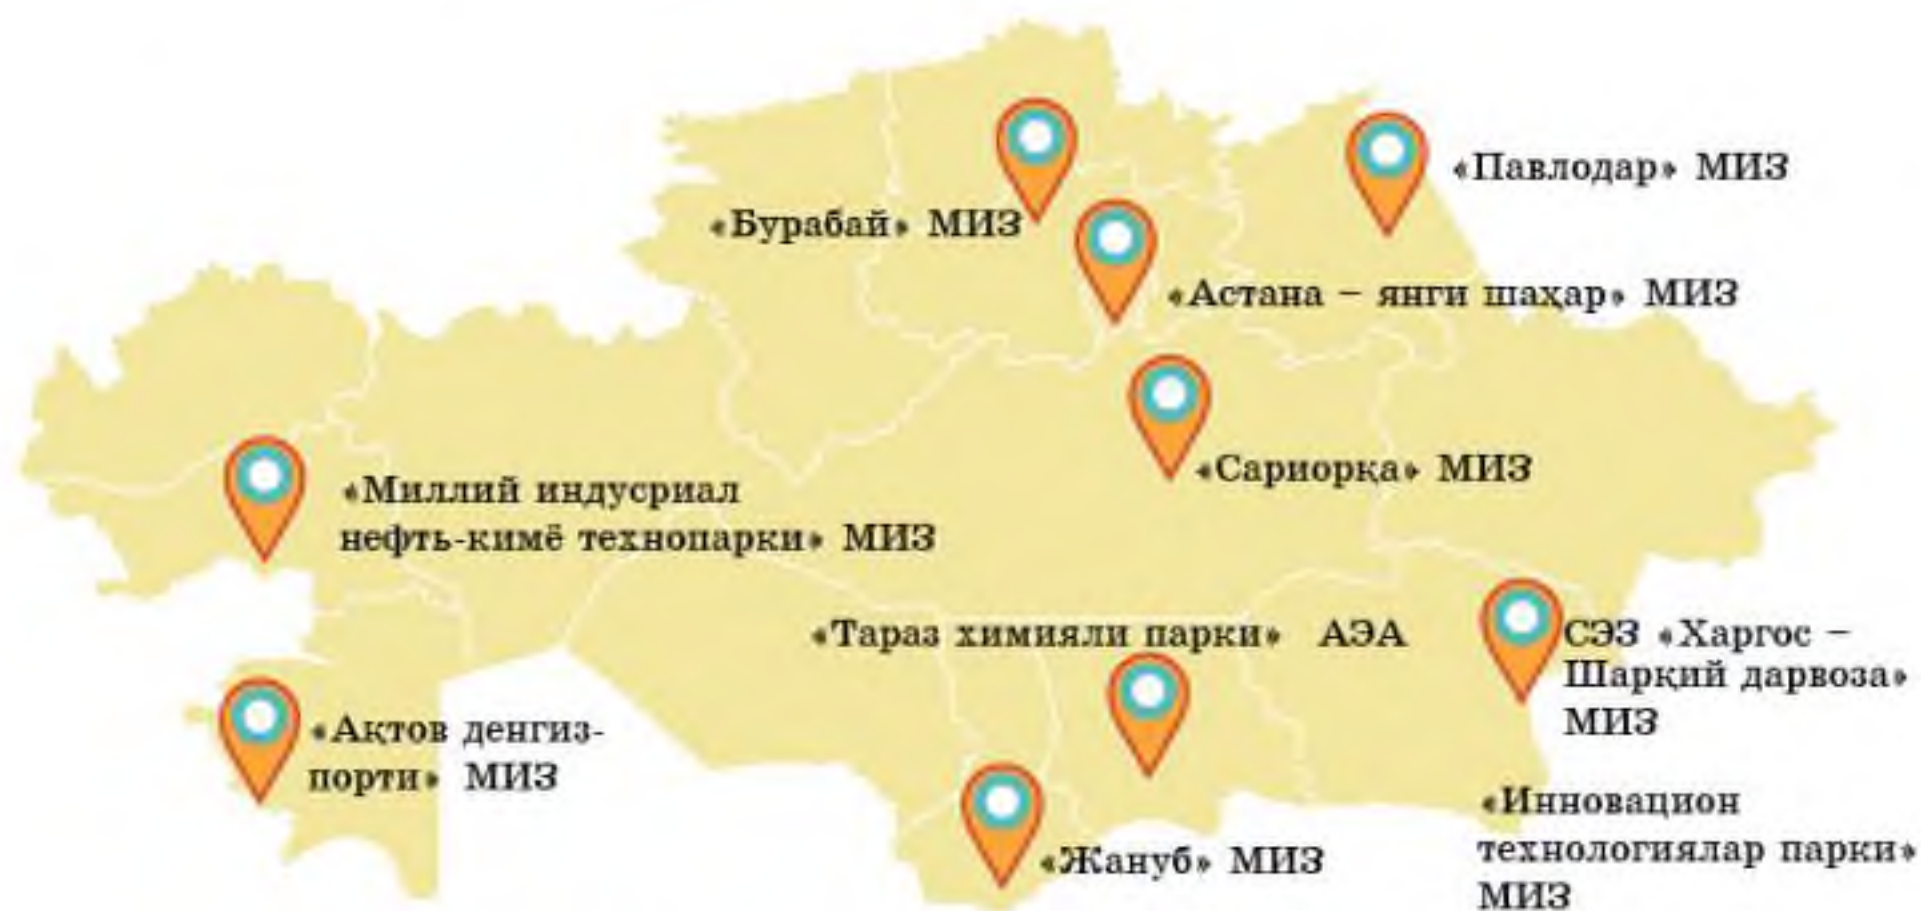 «Павлодар» МИЗ
«Бурабай» МИЗ
«Астана – янги шаҳар» МИЗ
«Сариорқа» МИЗ
«Миллий индусриал
нефть-кимё технопарки» МИЗ
«Тараз химияли парки» АЭА
СЭЗ «Харгос –
Шарқий дарвоза»
МИЗ
«Ақтов денгиз-
порти» МИЗ
«Инновацион
технологиялар парки»
МИЗ
«Жануб» МИЗ